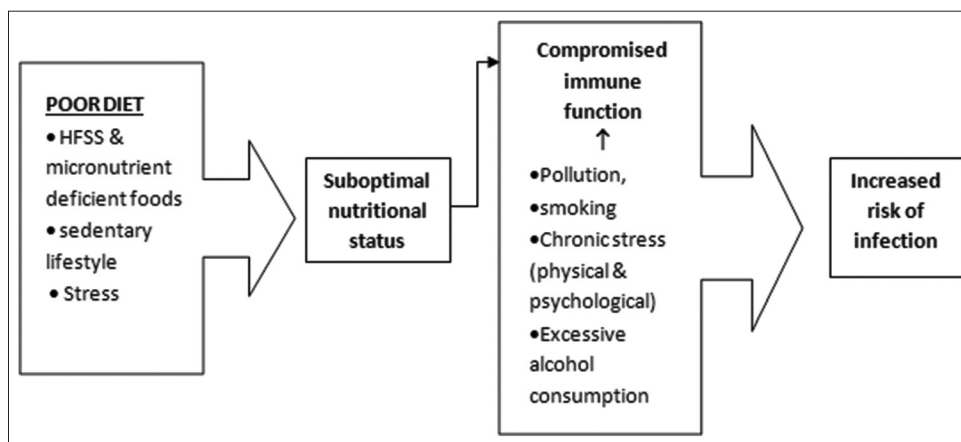 POOR DIET
• HFSS &
micronutrient
deficient foods
• sedentary
lifestyle
• Stress
Suboptimal
nutritional
status
Compromised
immune
function
↑
•Pollution,
•smoking
•Chronic stress
(physical &
psychological)
•Excessive
alcohol
consumption
Increased
risk of
infection